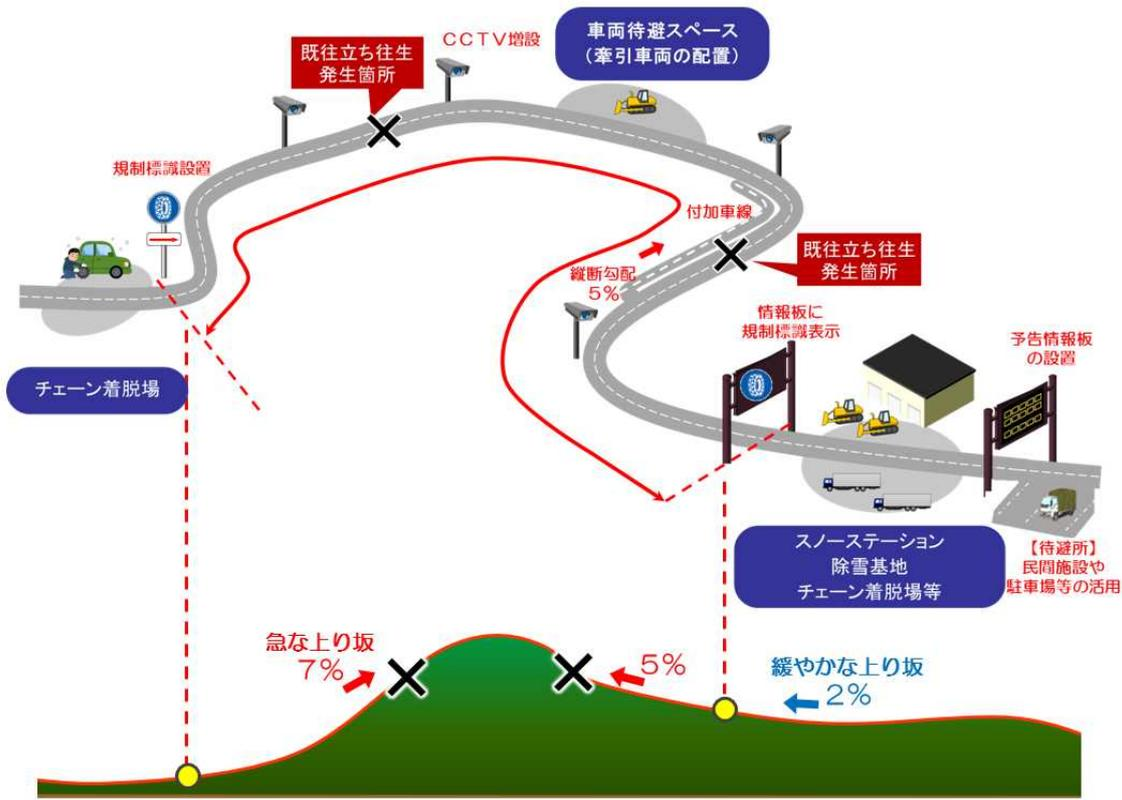 CCTV増設
車両待避スペース
(牽引車両の配置)
既往立ち往生
発生箇所
規制標識設置
付加車線
既往立ち往生
発生箇所
縦断勾配
5%
情報板に
規制標識表示
予告情報板
の設置
チェーン着脱場
スノーステーション
除雪基地
チェーン着脱場等
【待避所】
民間施設や
駐車場等の活用
急な上り坂
7%
5%
緩やかな上り坂
2%